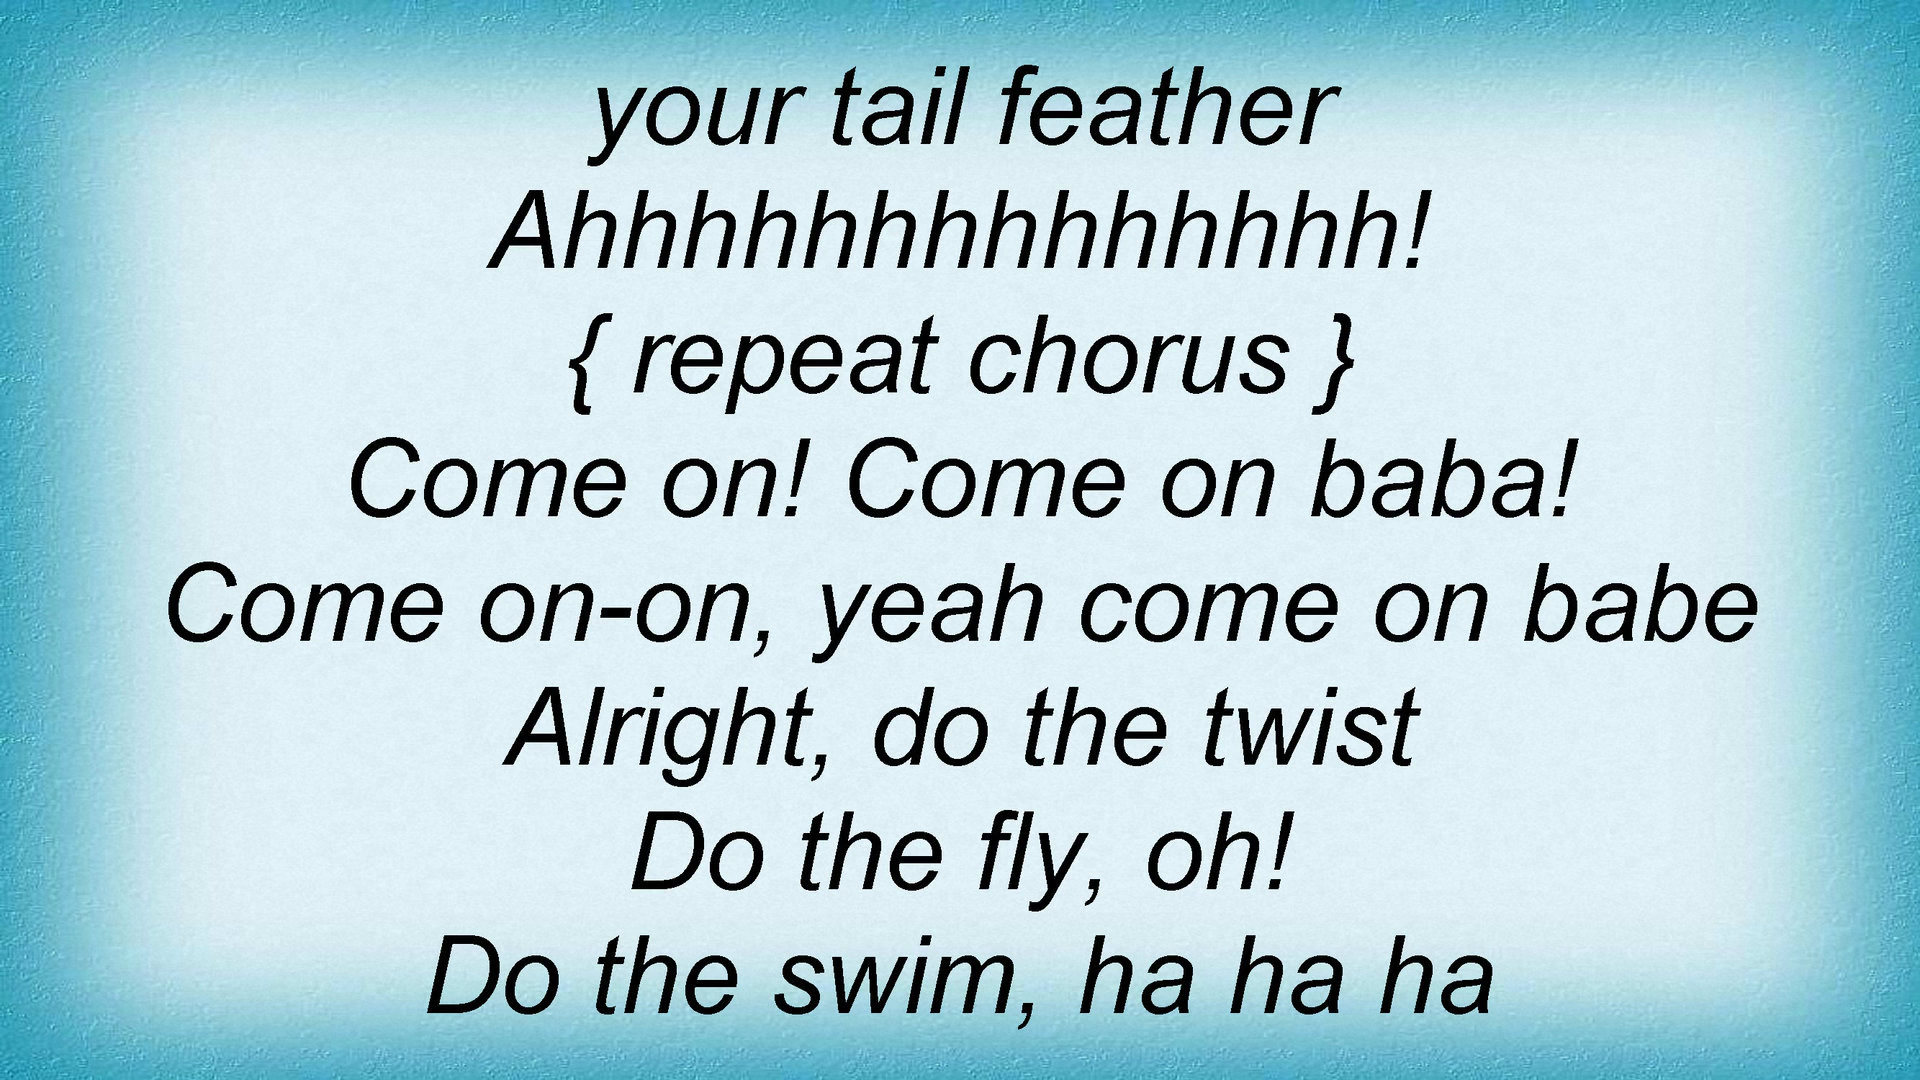 your tail feather
Ahhhhhhhhhhhhhh!
{ repeat chorus }
Come on! Come on baba!
Come on-on, yeah come on babe
Alright, do the twist
Do the fly, oh!
Do the swim, ha ha ha